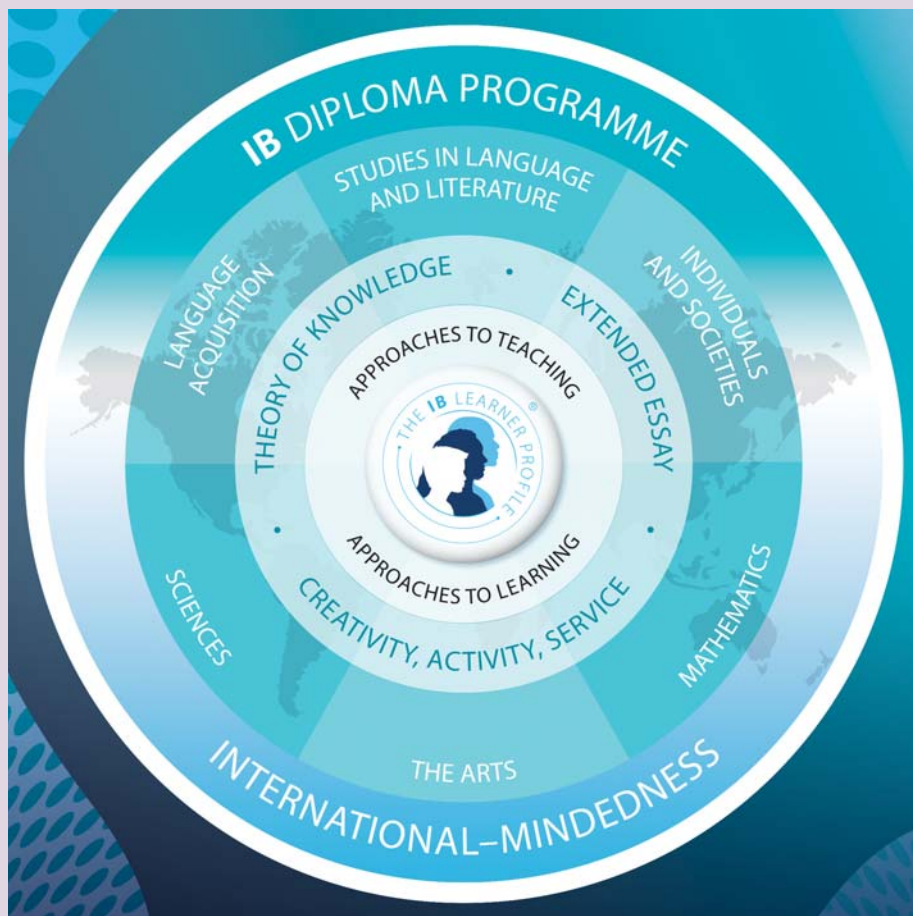 IB DIPLOMA PROGRAMME
STUDIES IN LANGUAGE
AND LITERATURE
LANGUAGE
ACQUISITION
INDIVIDUALS
AND SOCIETIES
THEORY OF KNOWLEDGE
·
EXTENDED ESSAY
·
CREATIVITY, ACTIVITY, SERVICE
·
APPROACHES TO TEACHING
• THE IB LEARNER PROFILE • ®
APPROACHES TO LEARNING
SCIENCES
MATHEMATICS
THE ARTS
INTERNATIONAL–MINDEDNESS